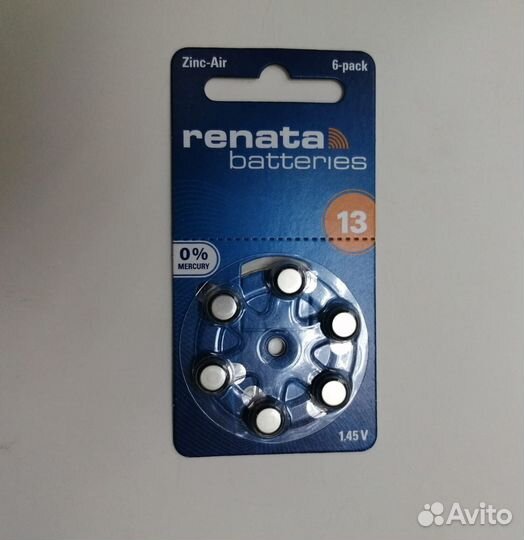 Zinc-Air 6-pack
renata
batteries
13
0%
MERCURY
1.45 V
Avito